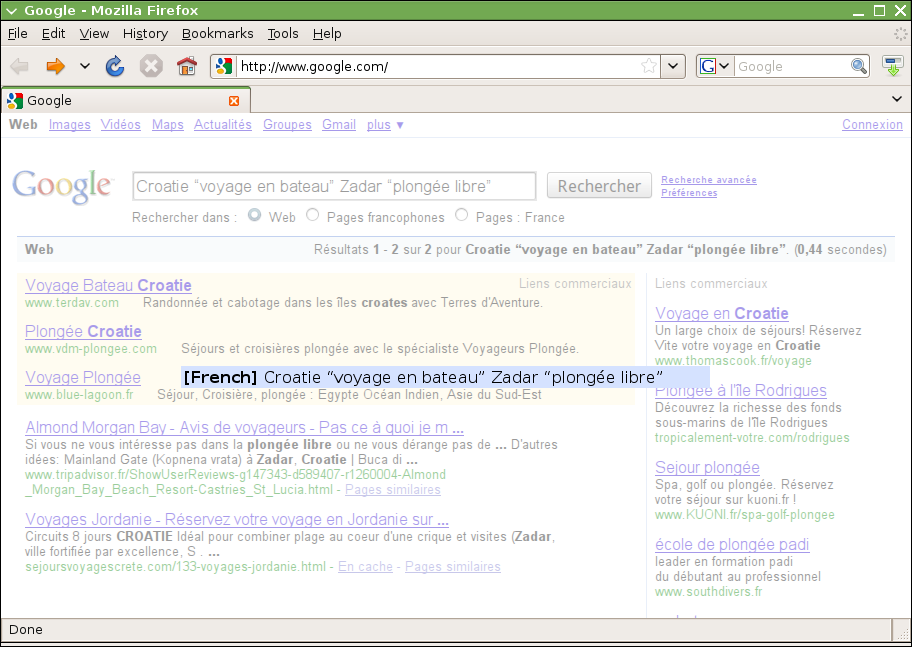 Google - Mozilla Firefox
File Edit View History Bookmarks Tools Help
http://www.google.com/
G Google
Google
Web Images Vidéos Maps Actualités Groupes Gmail plus ▼ Connexion
Google Croatie “voyage en bateau” Zadar “plongée libre” Rechercher Recherche avancée
Préférences
Rechercher dans : Web Pages francophones Pages : France
Web Résultats 1 - 2 sur 2 pour Croatie “voyage en bateau” Zadar “plongée libre”. (0,44 secondes)
Liens commerciaux
Voyage Bateau Croatie
www.terdav.com Randonnée et cabotage dans les îles croates avec Terres d'Aventure.
Plongée Croatie
www.vdm-plongee.com Séjours et croisières plongée avec le spécialiste Voyageurs Plongée.
Voyage Plongée
[French] Croatie “voyage en bateau” Zadar “plongée libre”
www.blue-lagoon.fr Séjour, Croisière, plongée : Egypte Océan Indien, Asie du Sud-Est
Almond Morgan Bay - Avis de voyageurs - Pas ce à quoi je m ...
Si vous ne vous intéresse pas dans la plongée libre ou ne vous dérange pas de ... D'autres
idées: Mainland Gate (Kopnena vrata) à Zadar, Croatie | Buca di ...
www.tripadvisor.fr/ShowUserReviews-g147343-d589407-r1260004-Almond
_Morgan_Bay_Beach_Resort-Castries_St_Lucia.html - Pages similaires
Voyages Jordanie - Réservez votre voyage en Jordanie sur ...
Circuits 8 jours CROATIE Idéal pour combiner plage au coeur d'une crique et visites (Zadar,
ville fortifiée par excellence, S . ...
sejoursvoyagescrete.com/133-voyages-jordanie.html - En cache - Pages similaires
Liens commerciaux
Voyage en Croatie
Un large choix de séjours! Réservez
Vite votre voyage en Croatie
www.thomascook.fr/voyage
Plongée à l'île Rodrigues
Découvrez la richesse des fonds
sous-marins de l'île Rodrigues
tropicalement-votre.com/rodrigues
Sejour plongée
Spa, golf ou plongée. Réservez
votre séjour sur kuoni.fr !
www.KUONI.fr/spa-golf-plongee
école de plongée padi
leader en formation padi
du débutant au professionnel
www.southdivers.fr
Done